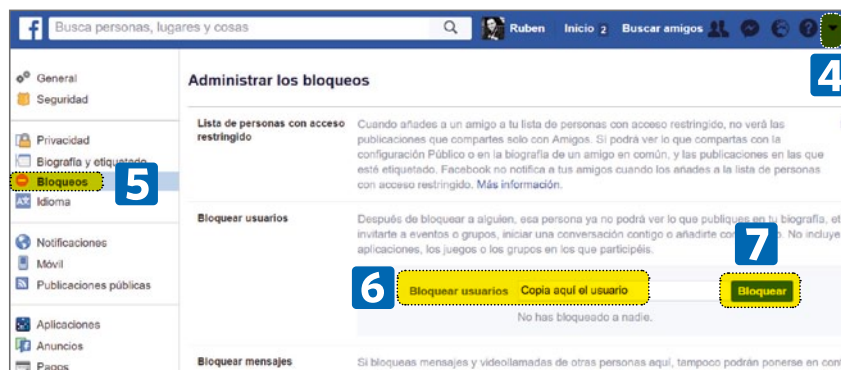 f Busca personas, lugares y cosas Ruben Inicio 2 Buscar amigos ?
4
General
Seguridad
Privacidad
Biografía y etiquetado
Bloqueos
5
Idioma
Notificaciones
Móvil
Publicaciones públicas
Aplicaciones
Anuncios
Pagos
Administrar los bloqueos
Lista de personas con acceso
restringido
Cuando añades a un amigo a tu lista de personas con acceso restringido, no verá las
publicaciones que compartes solo con Amigos. Sí podrá ver lo que compartas con la
configuración Público o en la biografía de un amigo en común, y las publicaciones en las que
esté etiquetado. Facebook no notifica a tus amigos cuando los añades a la lista de personas
con acceso restringido. Más información.
Bloquear usuarios
Después de bloquear a alguien, esa persona ya no podrá ver lo que publiques en tu biografía, et
invitarte a eventos o grupos, iniciar una conversación contigo o añadirte No incluye
aplicaciones, los juegos o los grupos en los que participéis.
7
6
Bloquear usuarios Copia aquí el usuario Bloquear
No has bloqueado a nadie.
Bloquear mensajes
Si bloqueas mensajes y videollamadas de otras personas aquí, tampoco podrán ponerse en cont